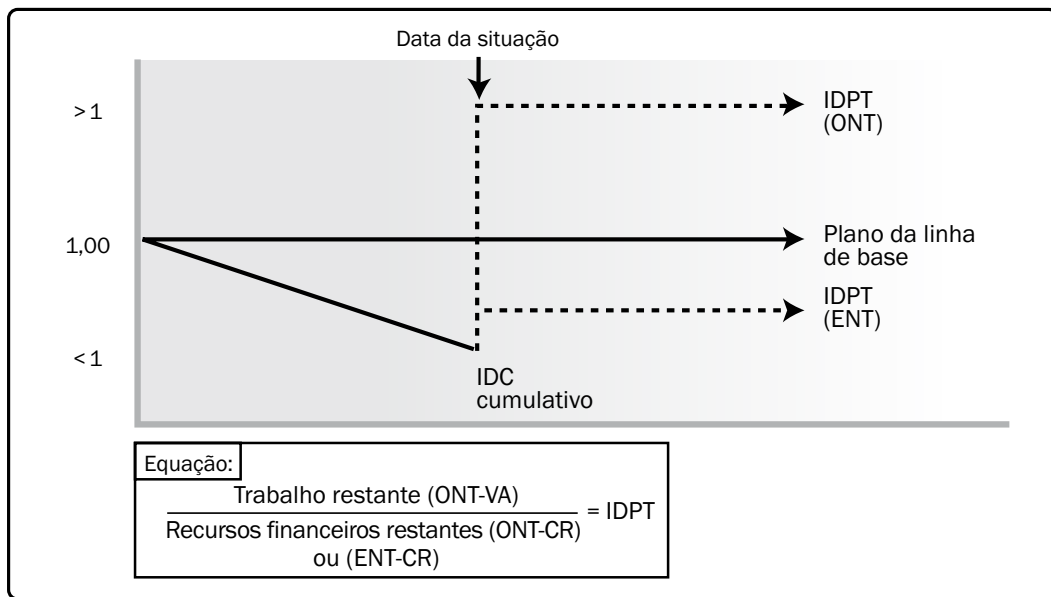 Data da situação
> 1
IDPT
(ONT)
1,00
Plano da linha
de base
IDPT
(ENT)
< 1
IDC
cumulativo
Equação:
Trabalho restante (ONT-VA)
Recursos financeiros restantes (ONT-CR)
ou (ENT-CR)
= IDPT